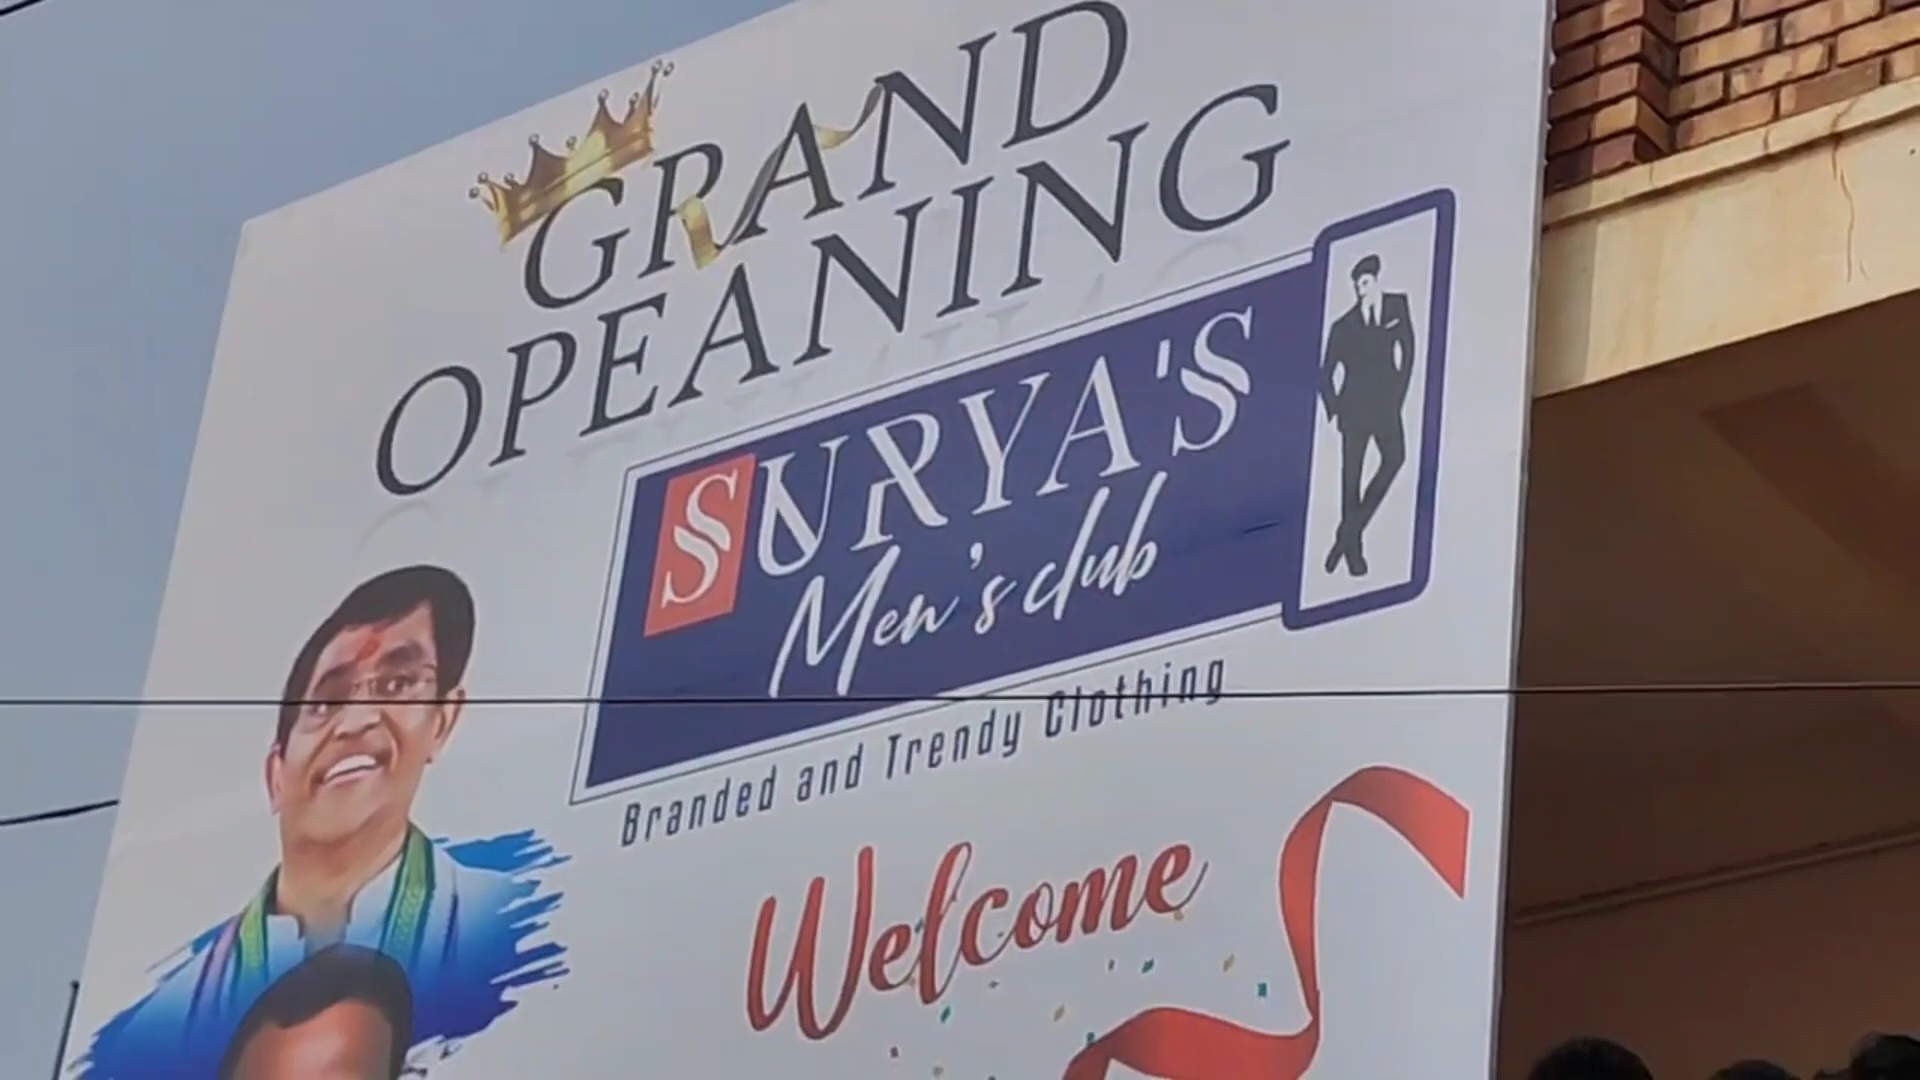 GRAND
OPEANING
SURYA'S
Men's club
Branded and Trendy Clothing
Welcome